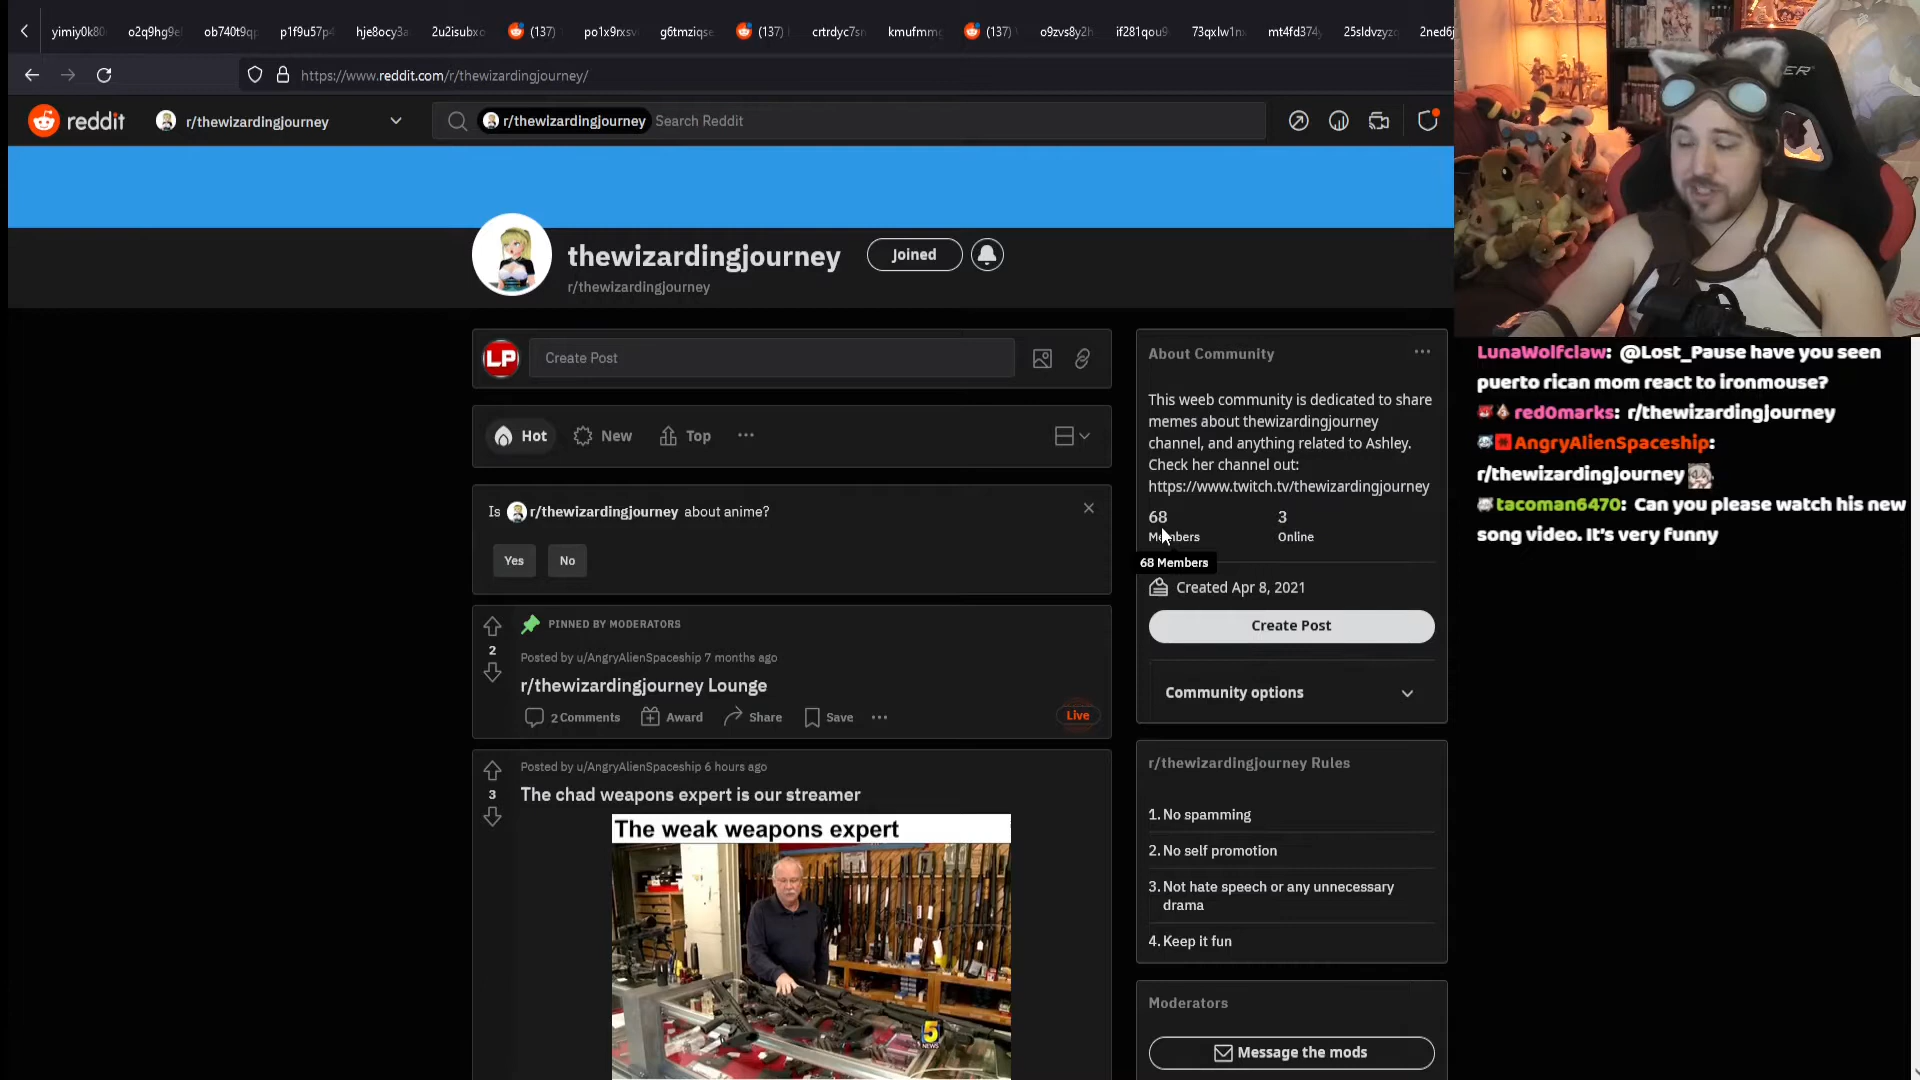 yimiy0k80
o2q9hg9e
ob740t9qp
p1f9u57p4
hje8ocy3a
2u2isubxo
(137)
po1x9rxsv
g6tmziqse
(137)
crtrdyc7sr
kmufmm
(137)
o9zvs8y2h
if281qou9
73qxlw1n
mt4fd374
25sldvzyz
2ned6j
https://www.reddit.com/r/thewizardingjourney/
reddit
r/thewizardingjourney
r/thewizardingjourney Search Reddit
thewizardingjourney
Joined
r/thewizardingjourney
LP
Create Post
Hot
New
Top
Is r/thewizardingjourney about anime?
Yes
No
PINNED BY MODERATORS
2
Posted by u/AngryAlienSpaceship 7 months ago
r/thewizardingjourney Lounge
2 Comments
Award
Share
Save
Live
Posted by u/AngryAlienSpaceship 6 hours ago
3
The chad weapons expert is our streamer
The weak weapons expert
5
NEWS
About Community
This weeb community is dedicated to share
memes about thewizardingjourney
channel, and anything related to Ashley.
Check her channel out:
https://www.twitch.tv/thewizardingjourney
68
3
Members
Online
68 Members
Created Apr 8, 2021
Create Post
Community options
r/thewizardingjourney Rules
1. No spamming
2. No self promotion
3. Not hate speech or any unnecessary
drama
4. Keep it fun
Moderators
Message the mods
LunaWolfclaw: @Lost_Pause have you seen
puerto rican mom react to ironmouse?
red0marks: r/thewizardingjourney
AngryAlienSpaceship:
r/thewizardingjourney
tacoman6470: Can you please watch his new
song video. It's very funny